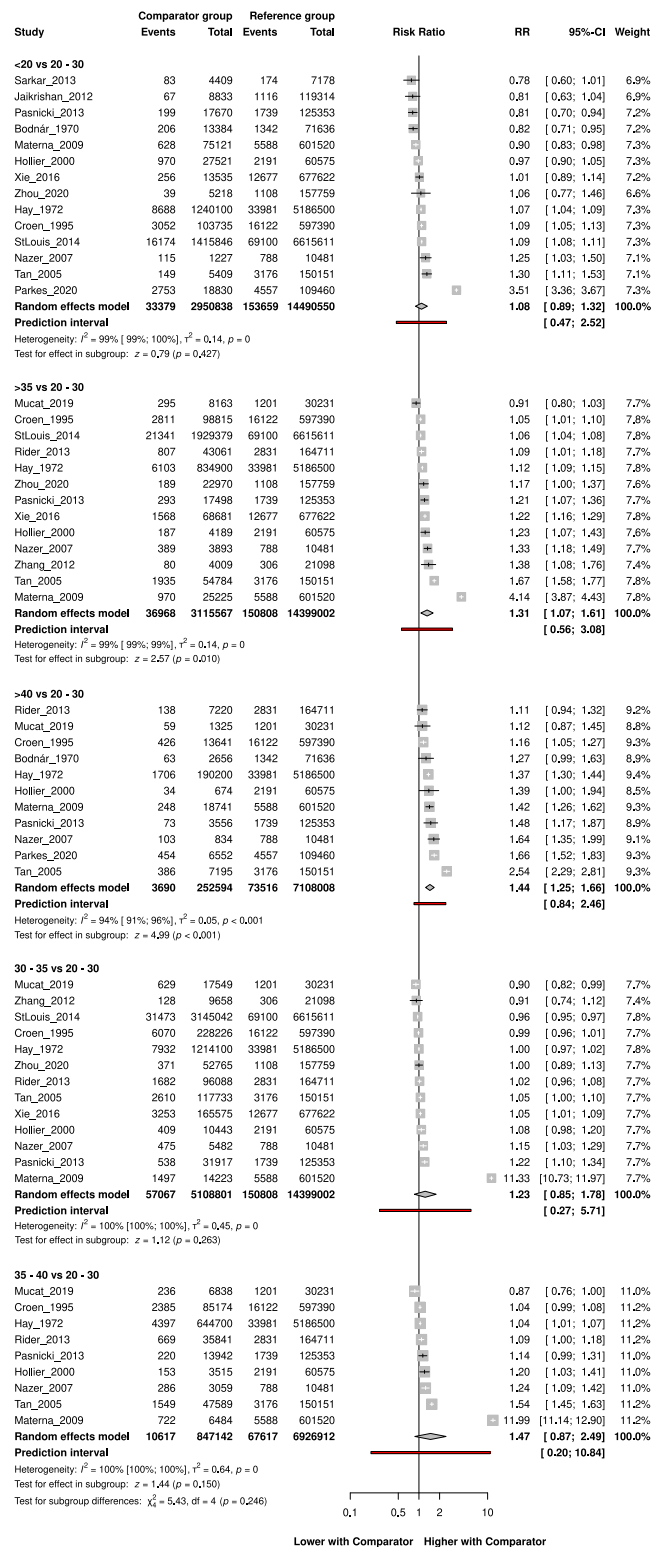 Comparator group Reference group
Study Events Total Events Total Risk Ratio RR 95%-CI Weight
<20 vs 20 - 30
Sarkar_2013 83 4409 174 7178 0.78 [ 0.60; 1.01] 6.9%
Jaikrishan_2012 67 8833 1116 119314 0.81 [ 0.63; 1.04] 6.9%
Pasnicki_2013 199 17670 1739 125353 0.81 [ 0.70; 0.94] 7.2%
Bodnár_1970 206 13384 1342 71636 0.82 [ 0.71; 0.95] 7.2%
Materna_2009 628 75121 5588 601520 0.90 [ 0.83; 0.98] 7.3%
Hollier_2000 970 27521 2191 60575 0.97 [ 0.90; 1.05] 7.3%
Xie_2016 256 13535 12677 677622 1.01 [ 0.89; 1.14] 7.2%
Zhou_2020 39 5218 1108 157759 1.06 [ 0.77; 1.46] 6.6%
Hay_1972 8688 1240100 33981 5186500 1.07 [ 1.04; 1.09] 7.3%
Croen_1995 3052 103735 16122 597390 1.09 [ 1.05; 1.13] 7.3%
StLouis_2014 16174 1415846 69100 6615611 1.09 [ 1.08; 1.11] 7.3%
Nazer_2007 115 1227 788 10481 1.25 [ 1.03; 1.50] 7.1%
Tan_2005 149 5409 3176 150151 1.30 [ 1.11; 1.53] 7.1%
Parkes_2020 2753 18830 4557 109460 3.51 [ 3.36; 3.67] 7.3%
Random effects model 33379 2950838 153659 14490550 1.08 [ 0.89; 1.32] 100.0%
Prediction interval [ 0.47; 2.52]
Heterogeneity: I² = 99% [ 99%; 100%], τ² = 0.14, p = 0
Test for effect in subgroup: z = 0.79 (p = 0.427)
>35 vs 20 - 30
Mucat_2019 295 8163 1201 30231 0.91 [ 0.80; 1.03] 7.7%
Croen_1995 2811 98815 16122 597390 1.05 [ 1.01; 1.10] 7.8%
StLouis_2014 21341 1929379 69100 6615611 1.06 [ 1.04; 1.08] 7.8%
Rider_2013 807 43061 2831 164711 1.09 [ 1.01; 1.18] 7.7%
Hay_1972 6103 834900 33981 5186500 1.12 [ 1.09; 1.15] 7.8%
Zhou_2020 189 22970 1108 157759 1.17 [ 1.00; 1.37] 7.6%
Pasnicki_2013 293 17498 1739 125353 1.21 [ 1.07; 1.36] 7.7%
Xie_2016 1568 68681 12677 677622 1.22 [ 1.16; 1.29] 7.8%
Hollier_2000 187 4189 2191 60575 1.23 [ 1.07; 1.43] 7.6%
Nazer_2007 389 3893 788 10481 1.33 [ 1.18; 1.49] 7.7%
Zhang_2012 80 4009 306 21098 1.38 [ 1.08; 1.76] 7.3%
Tan_2005 1935 54784 3176 150151 1.67 [ 1.58; 1.77] 7.8%
Materna_2009 970 25225 5588 601520 4.14 [ 3.87; 4.43] 7.8%
Random effects model 36968 3115567 150808 14399002 1.31 [ 1.07; 1.61] 100.0%
Prediction interval [ 0.56; 3.08]
Heterogeneity: I² = 99% [ 99%; 99%], τ² = 0.14, p = 0
Test for effect in subgroup: z = 2.57 (p = 0.010)
>40 vs 20 - 30
Rider_2013 138 7220 2831 164711 1.11 [ 0.94; 1.32] 9.2%
Mucat_2019 59 1325 1201 30231 1.12 [ 0.87; 1.45] 8.8%
Croen_1995 426 13641 16122 597390 1.16 [ 1.05; 1.27] 9.3%
Bodnár_1970 63 2656 1342 71636 1.27 [ 0.99; 1.63] 8.9%
Hay_1972 1706 190200 33981 5186500 1.37 [ 1.30; 1.44] 9.4%
Hollier_2000 34 674 2191 60575 1.39 [ 1.00; 1.94] 8.5%
Materna_2009 248 18741 5588 601520 1.42 [ 1.26; 1.62] 9.3%
Pasnicki_2013 73 3556 1739 125353 1.48 [ 1.17; 1.87] 8.9%
Nazer_2007 103 834 788 10481 1.64 [ 1.35; 1.99] 9.1%
Parkes_2020 454 6552 4557 109460 1.66 [ 1.52; 1.83] 9.3%
Tan_2005 386 7195 3176 150151 2.54 [ 2.29; 2.81] 9.3%
Random effects model 3690 252594 73516 7108008 1.44 [ 1.25; 1.66] 100.0%
Prediction interval [ 0.84; 2.46]
Heterogeneity: I² = 94% [ 91%; 96%], τ² = 0.05, p < 0.001
Test for effect in subgroup: z = 4.99 (p < 0.001)
30 - 35 vs 20 - 30
Mucat_2019 629 17549 1201 30231 0.90 [ 0.82; 0.99] 7.7%
Zhang_2012 128 9658 306 21098 0.91 [ 0.74; 1.12] 7.4%
StLouis_2014 31473 3145042 69100 6615611 0.96 [ 0.95; 0.97] 7.8%
Croen_1995 6070 228226 16122 597390 0.99 [ 0.96; 1.01] 7.8%
Hay_1972 7932 1214100 33981 5186500 1.00 [ 0.97; 1.02] 7.8%
Zhou_2020 371 52765 1108 157759 1.00 [ 0.89; 1.13] 7.6%
Rider_2013 1682 96088 2831 164711 1.02 [ 0.96; 1.08] 7.7%
Tan_2005 2610 117733 3176 150151 1.05 [ 1.00; 1.10] 7.7%
Xie_2016 3253 165575 12677 677622 1.05 [ 1.01; 1.09] 7.8%
Hollier_2000 409 10443 2191 60575 1.08 [ 0.98; 1.20] 7.7%
Nazer_2007 475 5482 788 10481 1.15 [ 1.03; 1.29] 7.7%
Pasnicki_2013 538 31917 1739 125353 1.22 [ 1.10; 1.34] 7.7%
Materna_2009 1497 14223 5588 601520 11.33 [10.73; 11.97] 7.7%
Random effects model 57067 5108801 150808 14399002 1.23 [ 0.85; 1.78] 100.0%
Prediction interval [ 0.27; 5.71]
Heterogeneity: I² = 100% [100%; 100%], τ² = 0.45, p = 0
Test for effect in subgroup: z = 1.12 (p = 0.263)
35 - 40 vs 20 - 30
Mucat_2019 236 6838 1201 30231 0.87 [ 0.76; 1.00] 11.0%
Croen_1995 2385 85174 16122 597390 1.04 [ 0.99; 1.08] 11.2%
Hay_1972 4397 644700 33981 5186500 1.04 [ 1.01; 1.07] 11.2%
Rider_2013 669 35841 2831 164711 1.09 [ 1.00; 1.18] 11.1%
Pasnicki_2013 220 13942 1739 125353 1.14 [ 0.99; 1.31] 11.0%
Hollier_2000 153 3515 2191 60575 1.20 [ 1.03; 1.41] 11.0%
Nazer_2007 286 3059 788 10481 1.24 [ 1.09; 1.42] 11.0%
Tan_2005 1549 47589 3176 150151 1.54 [ 1.45; 1.63] 11.2%
Materna_2009 722 6484 5588 601520 11.99 [11.14; 12.90] 11.2%
Random effects model 10617 847142 67617 6926912 1.47 [ 0.87; 2.49] 100.0%
Prediction interval [ 0.20; 10.84]
Heterogeneity: I² = 100% [100%; 100%], τ² = 0.64, p = 0
Test for effect in subgroup: z = 1.44 (p = 0.150)
Test for subgroup differences: χ²₄ = 5.43, df = 4 (p = 0.246)
0.1 0.5 1 2 10
Lower with Comparator Higher with Comparator